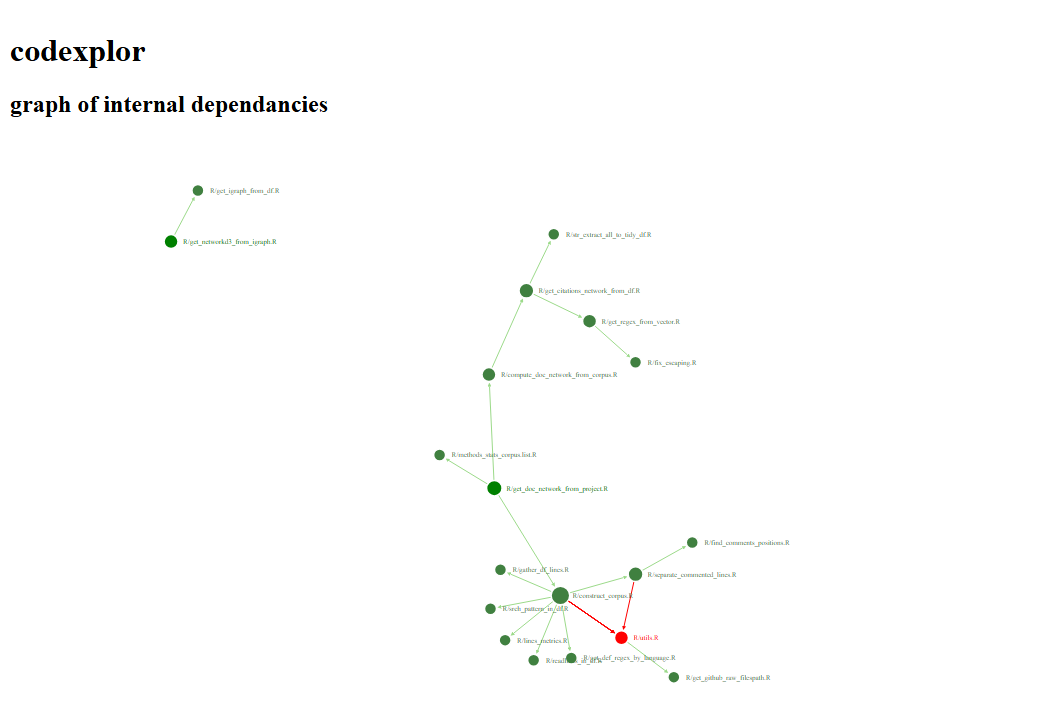 codexplor
graph of internal dependancies
R/get_igraph_from_df.R
R/get_networkd3_from_igraph.R
R/str_extract_all_to_tidy_df.R
R/get_citations_network_from_df.R
R/get_regex_from_vector.R
R/fix_escaping.R
R/compute_doc_network_from_corpus.R
R/methods_stats_corpus.list.R
R/get_doc_network_from_project.R
R/find_comments_positions.R
R/gather_df_lines.R
R/separate_commented_lines.R
R/construct_corpus.R
R/srch_pattern_in_df.R
R/utils.R
R/lines_metrics.R
R/get_def_regex_by_language.R
R/get_github_raw_filespath.R